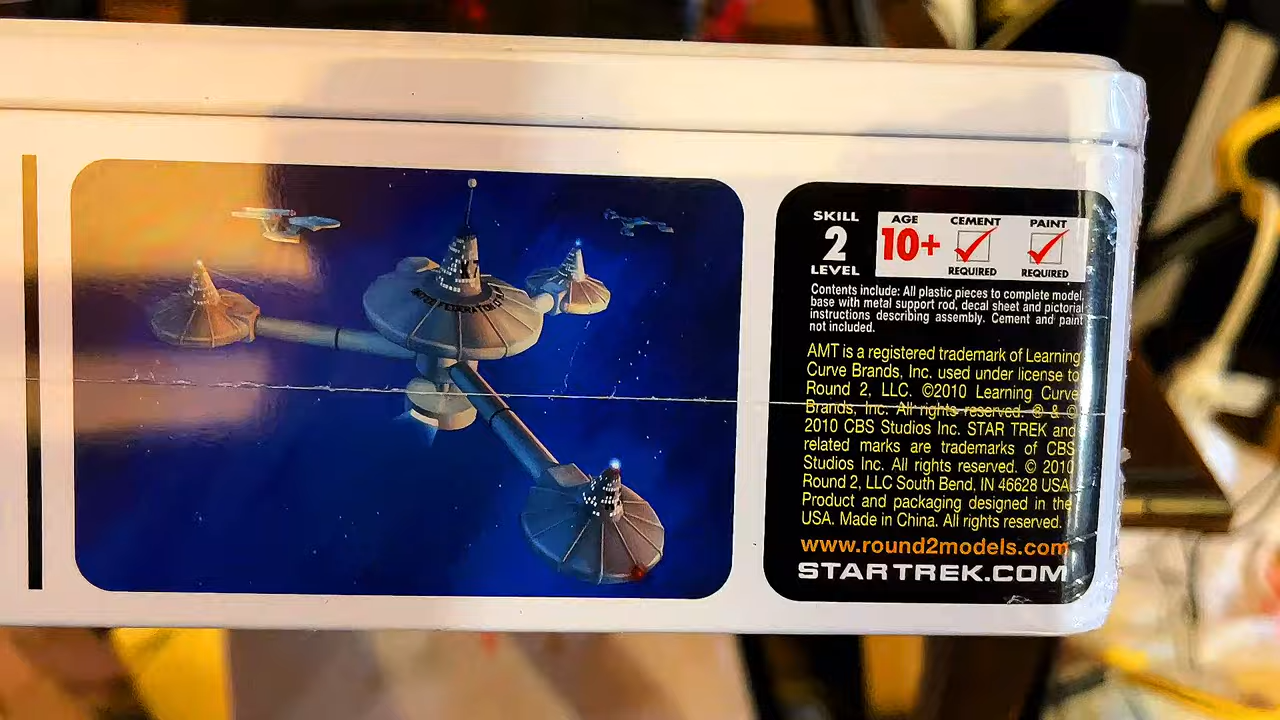 SKILL
2
LEVEL
AGE
10+
CEMENT
REQUIRED
PAINT
REQUIRED
Contents include: All plastic pieces to complete model,
base with metal support rod, decal sheet and pictorial
instructions describing assembly. Cement and paint
not included.
AMT is a registered trademark of Learning
Curve Brands, Inc. used under license to
Round 2, LLC. ©2010 Learning Curve
Brands, Inc. All rights reserved. ® & ©
2010 CBS Studios Inc. STAR TREK and
related marks are trademarks of CBS
Studios Inc. All rights reserved. © 2010
Round 2, LLC South Bend, IN 46628 USA
Product and packaging designed in the
USA. Made in China. All rights reserved.
www.round2models.com
STARTREK.COM